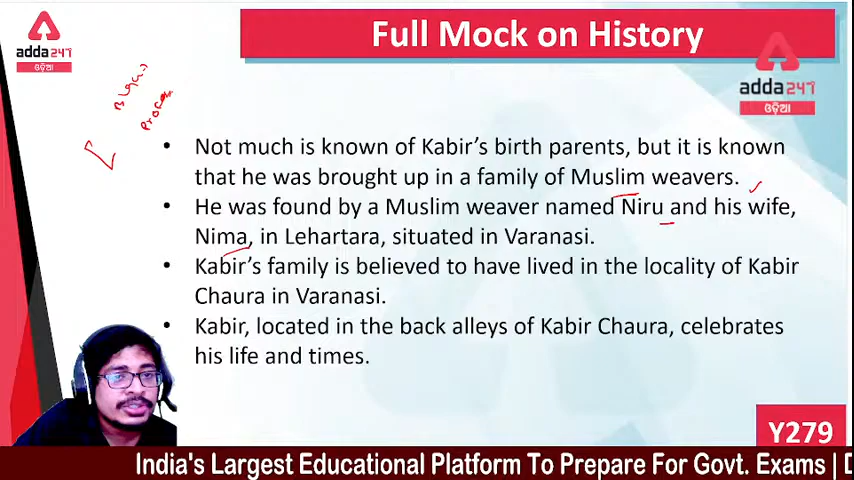 Full Mock on History
adda247
ଓଡ଼ିଆ
adda247
ଓଡ଼ିଆ
• Not much is known of Kabir's birth parents, but it is known
that he was brought up in a family of Muslim weavers.
• He was found by a Muslim weaver named Niru and his wife,
Nima, in Lehartara, situated in Varanasi.
• Kabir's family is believed to have lived in the locality of Kabir
Chaura in Varanasi.
• Kabir, located in the back alleys of Kabir Chaura, celebrates
his life and times.
Y279
India's Largest Educational Platform To Prepare For Govt. Exams |